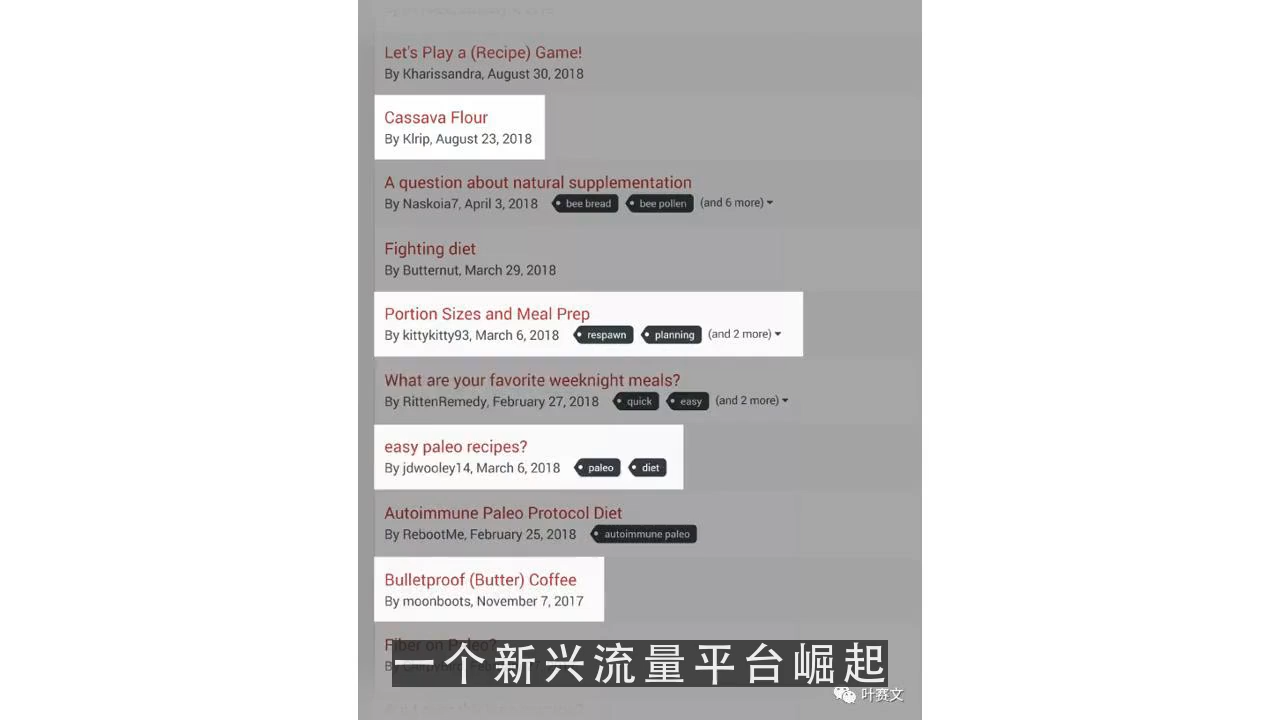 Let's Play a (Recipe) Game!
By Kharissandra, August 30, 2018
Cassava Flour
By Klrip, August 23, 2018
A question about natural supplementation
By Naskoia7, April 3, 2018 bee bread bee pollen (and 6 more)
Fighting diet
By Butternut, March 29, 2018
Portion Sizes and Meal Prep
By kittykitty93, March 6, 2018 respawn planning (and 2 more)
What are your favorite weeknight meals?
By RittenRemedy, February 27, 2018 quick easy (and 2 more)
easy paleo recipes?
By jdwooley14, March 6, 2018 paleo diet
Autoimmune Paleo Protocol Diet
By RebootMe, February 25, 2018 autoimmune paleo
Bulletproof (Butter) Coffee
By moonboots, November 7, 2017
Fiber on Paleo?
一个新兴流量平台崛起
叶赛文